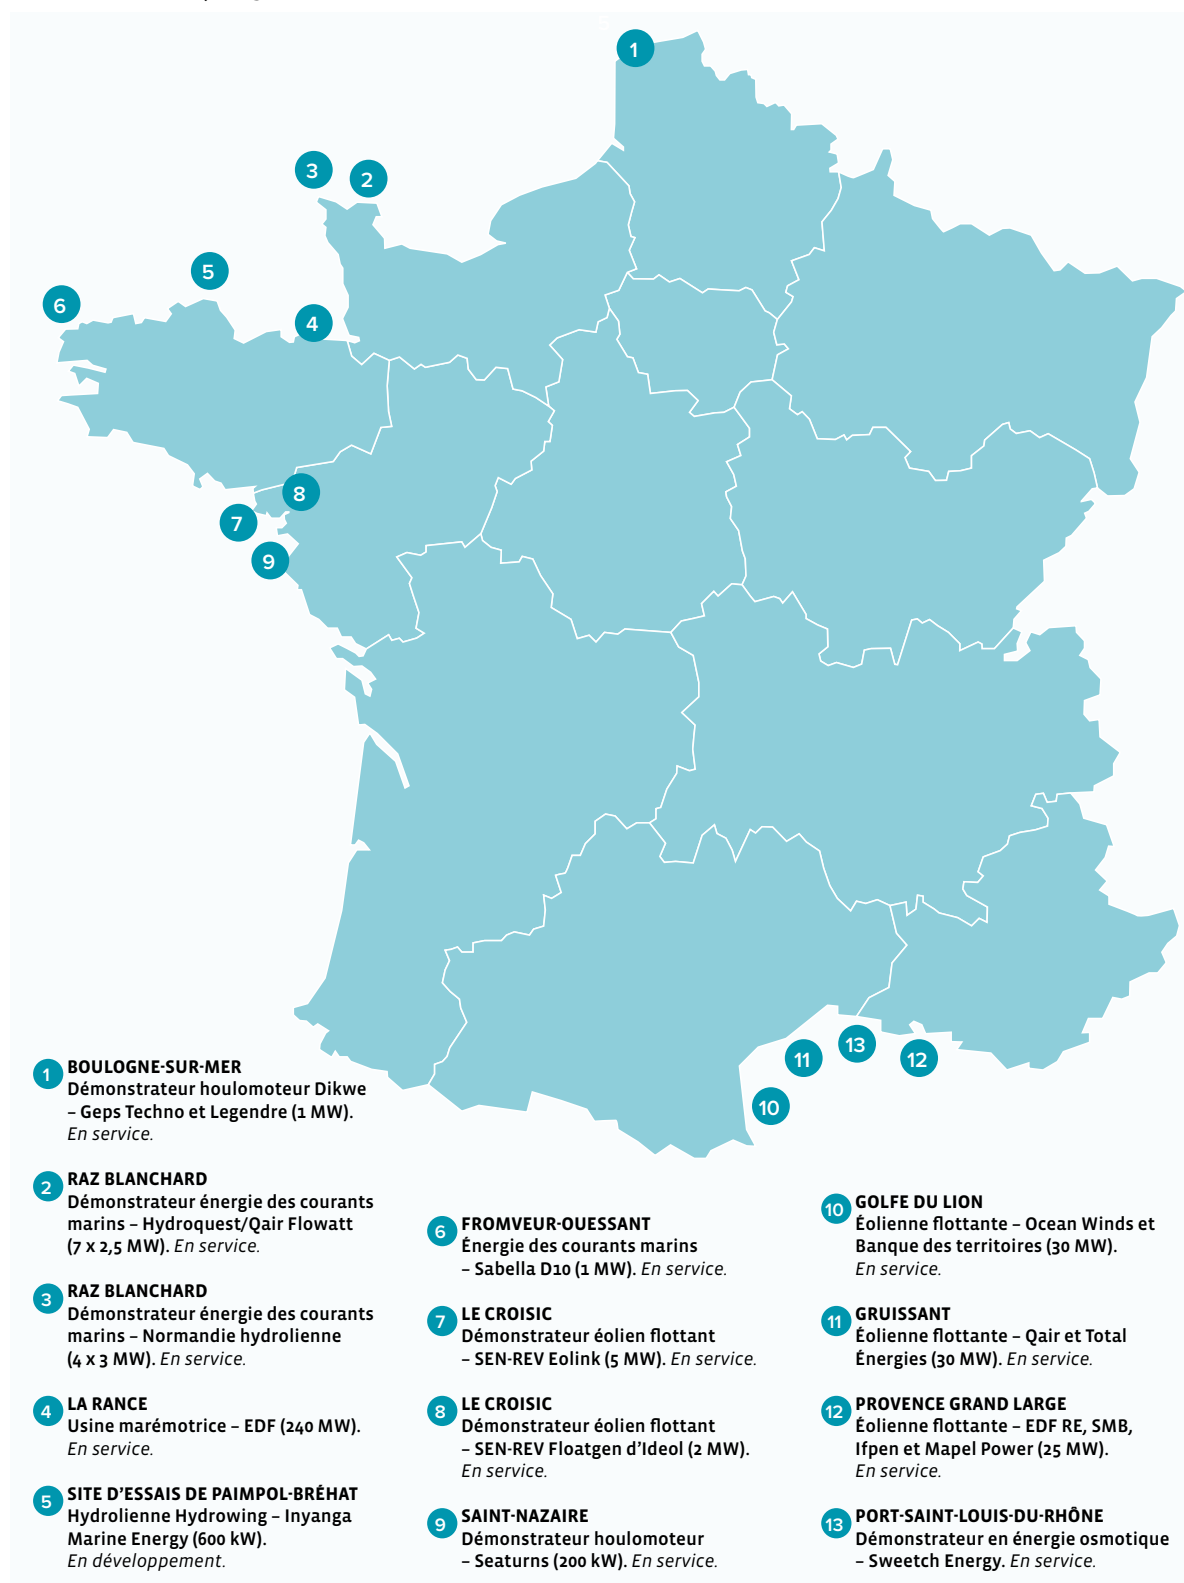 1
3
2
5
6
4
8
7
9
13
11
12
10
1 BOULOGNE-SUR-MER
Démonstrateur houlomoteur Dikwe
– Geps Techno et Legendre (1 MW).
En service.
2 RAZ BLANCHARD
Démonstrateur énergie des courants
marins – Hydroquest/Qair Flowatt
(7 x 2,5 MW). En service.
3 RAZ BLANCHARD
Démonstrateur énergie des courants
marins – Normandie hydrolienne
(4 x 3 MW). En service.
4 LA RANCE
Usine marémotrice – EDF (240 MW).
En service.
5 SITE D’ESSAIS DE PAIMPOL-BRÉHAT
Hydrolienne Hydrowing – Inyanga
Marine Energy (600 kW).
En développement.
6 FROMVEUR-OUESSANT
Énergie des courants marins
– Sabella D10 (1 MW). En service.
7 LE CROISIC
Démonstrateur éolien flottant
– SEN-REV Eolink (5 MW). En service.
8 LE CROISIC
Démonstrateur éolien flottant
– SEN-REV Floatgen d’Ideol (2 MW).
En service.
9 SAINT-NAZAIRE
Démonstrateur houlomoteur
– Seaturns (200 kW). En service.
10 GOLFE DU LION
Éolienne flottante – Ocean Winds et
Banque des territoires (30 MW).
En service.
11 GRUISSANT
Éolienne flottante – Qair et Total
Énergies (30 MW). En service.
12 PROVENCE GRAND LARGE
Éolienne flottante – EDF RE, SMB,
Ifpen et Mapel Power (25 MW).
En service.
13 PORT-SAINT-LOUIS-DU-RHÔNE
Démonstrateur en énergie osmotique
– Sweetch Energy. En service.